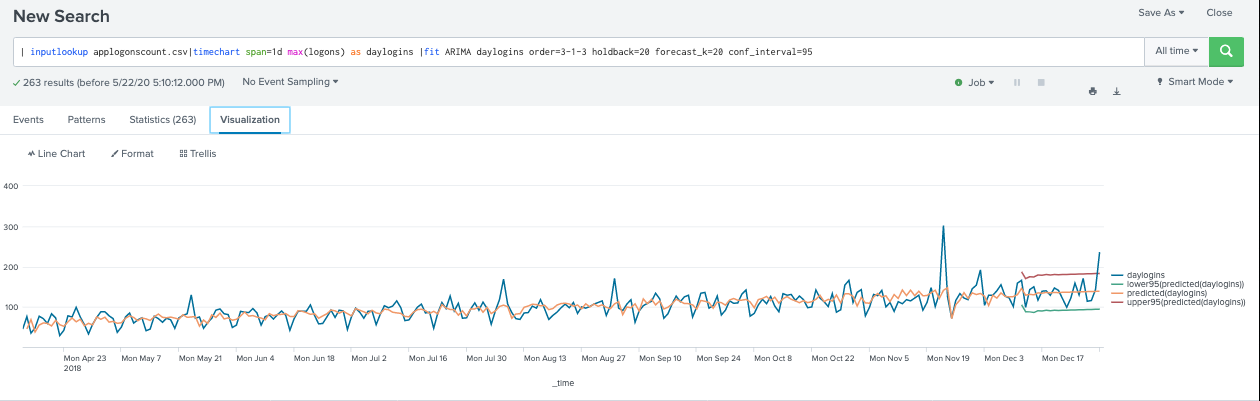 New Search
Save As ▾ Close
| inputlookup applogonscount.csv|timechart span=1d max(logons) as daylogins |fit ARIMA daylogins order=3-1-3 holdback=20 forecast_k=20 conf_interval=95
All time ▾
✓ 263 results (before 5/22/20 5:10:12.000 PM) No Event Sampling ▾
Job ▾ Smart Mode ▾
Events Patterns Statistics (263) Visualization
Line Chart Format Trellis
400
300
200
100
daylogins
lower95(predicted(daylogins))
predicted(daylogins)
upper95(predicted(daylogins))
Mon Apr 23 Mon May 7 Mon May 21 Mon Jun 4 Mon Jun 18 Mon Jul 2 Mon Jul 16 Mon Jul 30 Mon Aug 13 Mon Aug 27 Mon Sep 10 Mon Sep 24 Mon Oct 8 Mon Oct 22 Mon Nov 5 Mon Nov 19 Mon Dec 3 Mon Dec 17
2018
_time